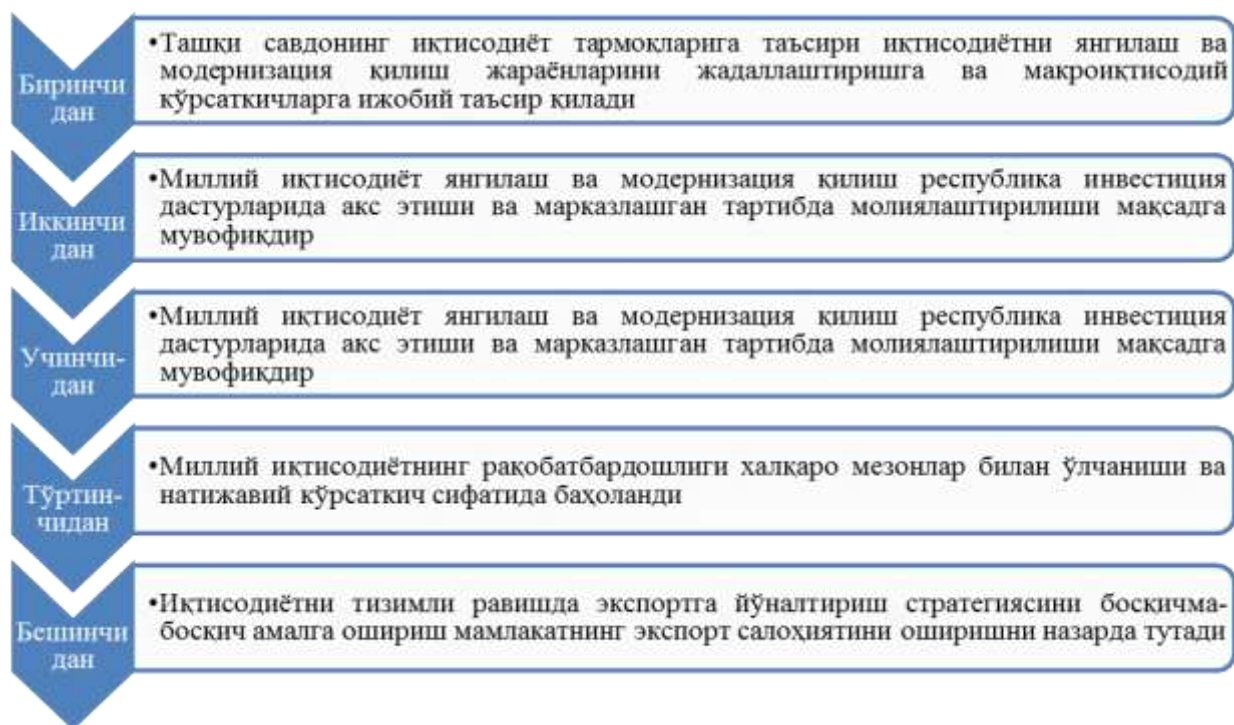 Биринчи
дан
•Ташқи савдонинг иқтисодиёт тармоқларига таъсири иқтисодиётни янгилаш ва
модернизация қилиш жараёнларини жадаллаштиришга ва макроиқтисодий
кўрсаткичларга ижобий таъсир қилади
Иккинчи
дан
•Миллий иқтисодиёт янгилаш ва модернизация қилиш республика инвестиция
дастурларида акс этиши ва марказлашган тартибда молиялаштирилиши мақсадга
мувофиқдир
Учинчи-
дан
•Миллий иқтисодиёт янгилаш ва модернизация қилиш республика инвестиция
дастурларида акс этиши ва марказлашган тартибда молиялаштирилиши мақсадга
мувофиқдир
Тўртин-
чидан
•Миллий иқтисодиётнинг рақобатбардошлиги халқаро мезонлар билан ўлчаниши ва
натижавий кўрсаткич сифатида баҳоланди
Бешинчи
дан
•Иқтисодиётни тизимли равишда экспортга йўналтириш стратегиясини босқичма-
босқич амалга ошириш мамлакатнинг экспорт салоҳиятини оширишни назарда тутади